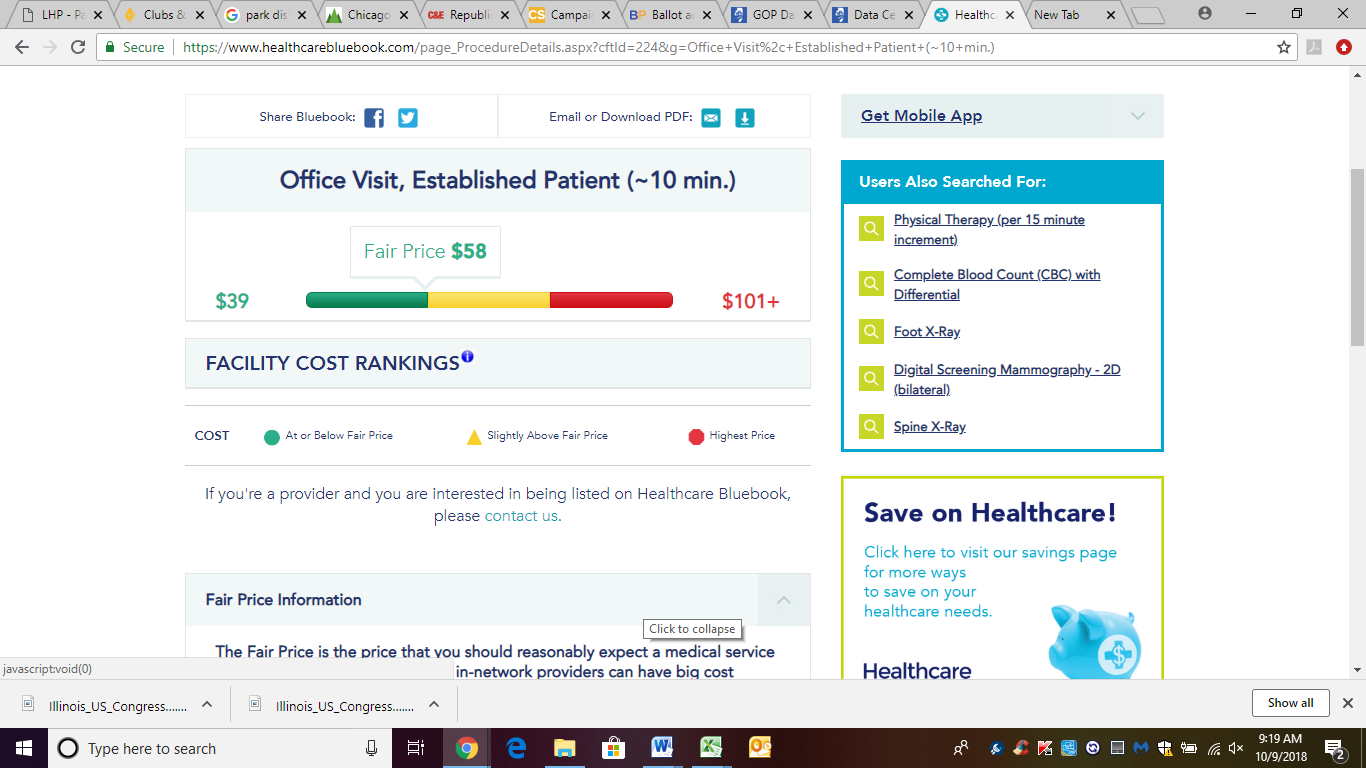 LHP - Pa
Clubs &
park dis
Chicago
C&E Republi
CS Campai
BP Ballot a
GOP Da
Data Ce
Healthc
New Tab
Secure https://www.healthcarebluebook.com/page_ProcedureDetails.aspx?cftId=224&g=Office+Visit%2c+Established+Patient+(~10+min.)
Share Bluebook:
Email or Download PDF:
Office Visit, Established Patient (~10 min.)
Fair Price $58
$39
$101+
FACILITY COST RANKINGS
COST
At or Below Fair Price
Slightly Above Fair Price
Highest Price
If you're a provider and you are interested in being listed on Healthcare Bluebook,
please contact us.
Fair Price Information
Click to collapse
The Fair Price is the price that you should reasonably expect a medical service
in-network providers can have big cost
Get Mobile App
Users Also Searched For:
Physical Therapy (per 15 minute
increment)
Complete Blood Count (CBC) with
Differential
Foot X-Ray
Digital Screening Mammography - 2D
(bilateral)
Spine X-Ray
Save on Healthcare!
Click here to visit our savings page
for more ways
to save on your
healthcare needs.
Healthcare
javascript:void(0)
Illinois_US_Congress.......
Illinois_US_Congress.......
Show all
Type here to search
9:19 AM
10/9/2018
2